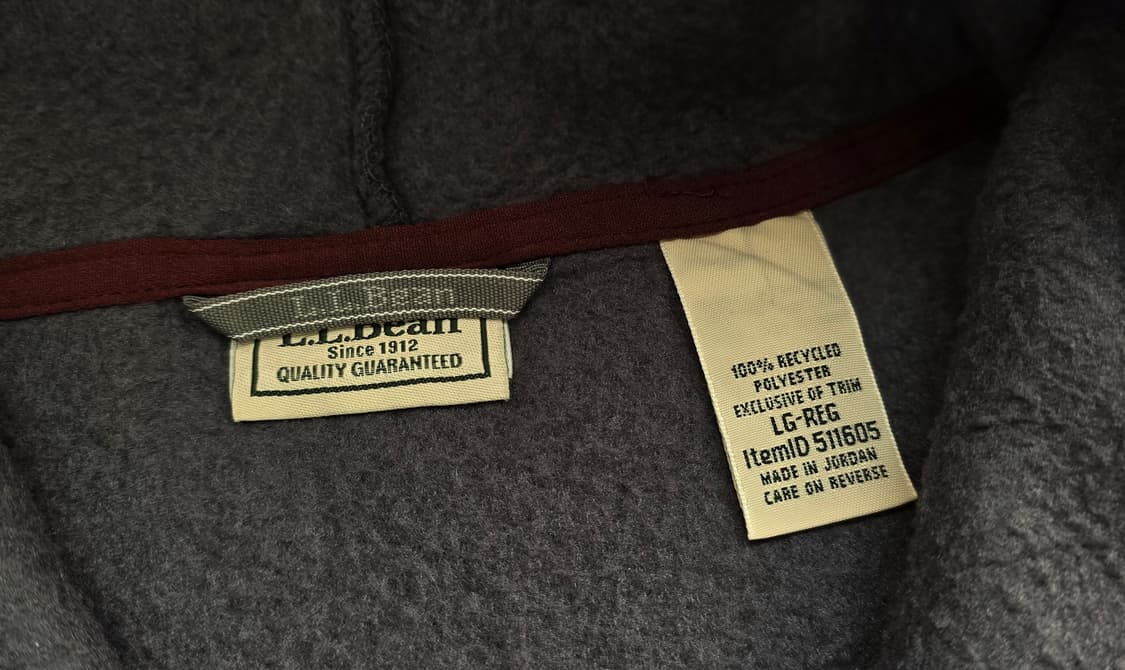 L.L.Bean
L.L.Bean
Since 1912
QUALITY GUARANTEED
100% RECYCLED
POLYESTER
EXCLUSIVE OF TRIM
LG-REG
ItemID 511605
MADE IN JORDAN
CARE ON REVERSE